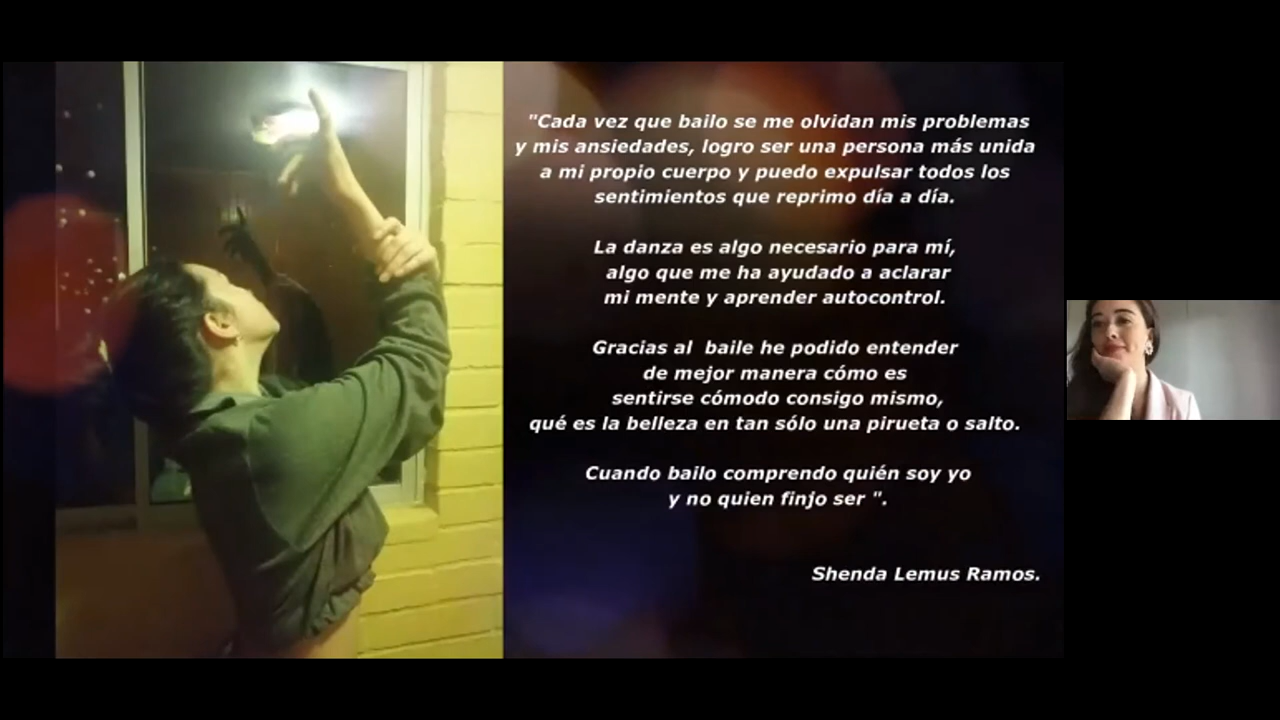 "Cada vez que bailo se me olvidan mis problemas
y mis ansiedades, logro ser una persona más unida
a mi propio cuerpo y puedo expulsar todos los
sentimientos que reprimo día a día.
La danza es algo necesario para mí,
algo que me ha ayudado a aclarar
mi mente y aprender autocontrol.
Gracias al  baile he podido entender
de mejor manera cómo es
sentirse cómodo consigo mismo,
qué es la belleza en tan sólo una pirueta o salto.
Cuando bailo comprendo quién soy yo
y no quien finjo ser ".
Shenda Lemus Ramos.